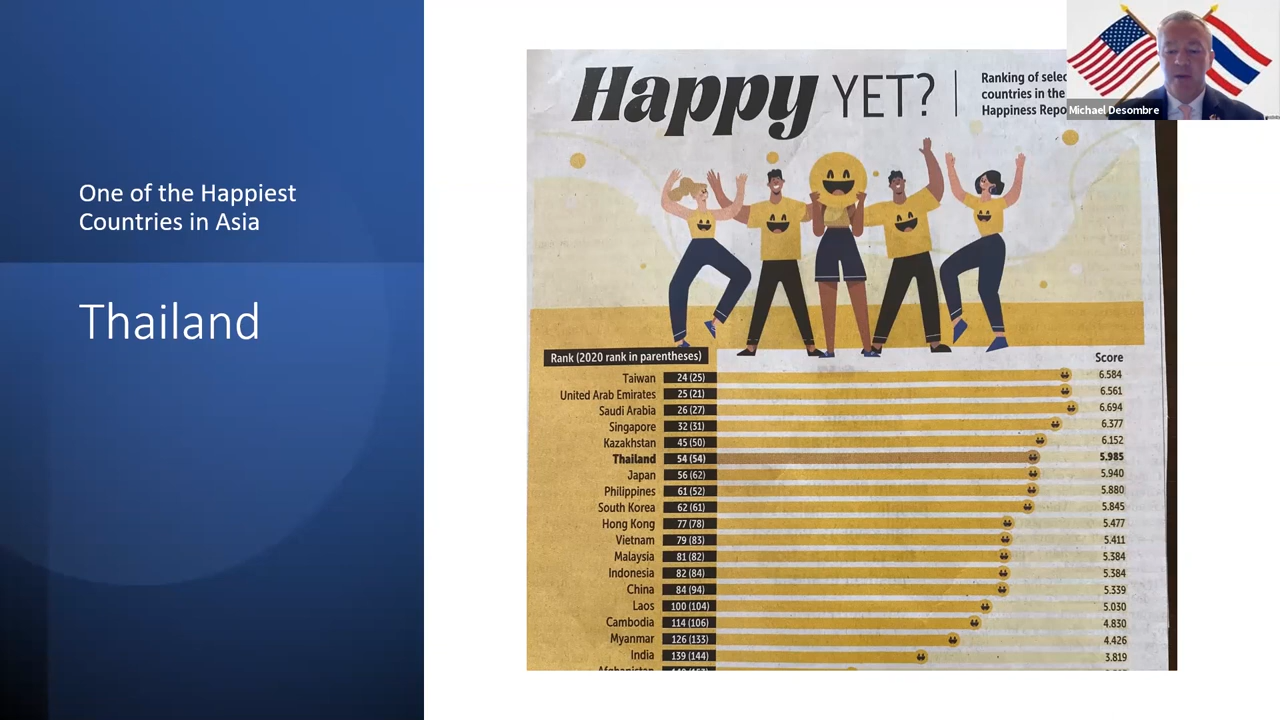 One of the Happiest
Countries in Asia
Thailand
Happy YET?
Ranking of
countries in the
Happiness
Michael Desombre
Rank (2020 rank in parentheses) Score
Taiwan 24 (25) 6.584
United Arab Emirates 25 (21) 6.561
Saudi Arabia 26 (27) 6.694
Singapore 32 (31) 6.377
Kazakhstan 45 (50) 6.152
Thailand 54 (54) 5.985
Japan 56 (62) 5.940
Philippines 61 (52) 5.880
South Korea 62 (61) 5.845
Hong Kong 77 (78) 5.477
Vietnam 79 (83) 5.411
Malaysia 81 (82) 5.384
Indonesia 82 (84) 5.384
China 84 (94) 5.339
Laos 100 (104) 5.030
Cambodia 114 (106) 4.830
Myanmar 126 (133) 4.426
India 139 (144) 3.819